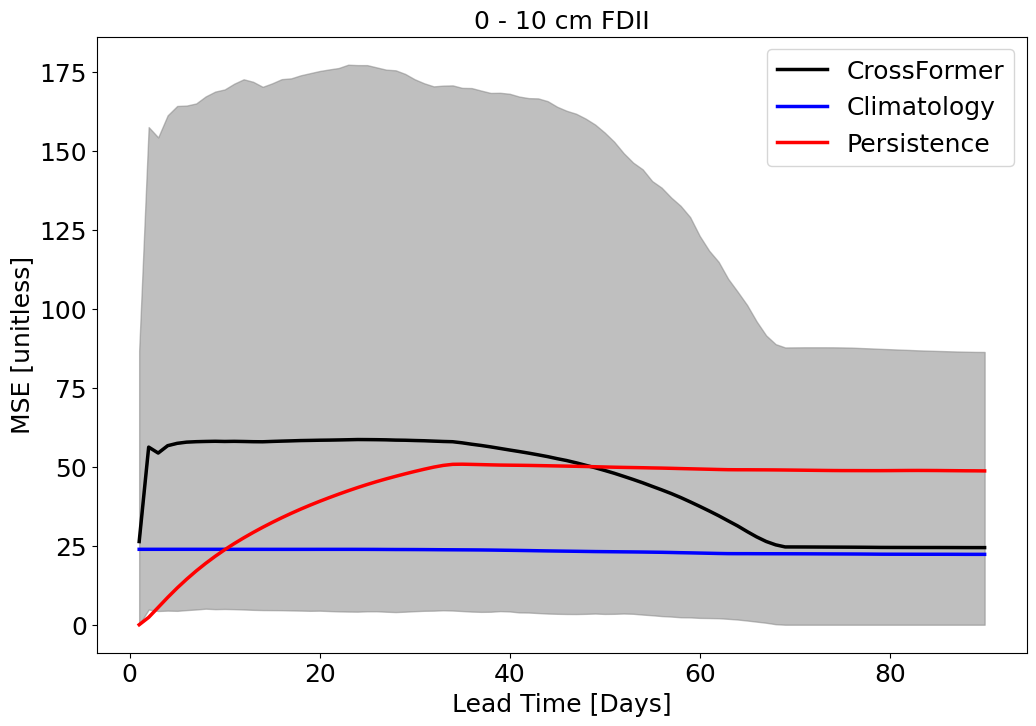 0 - 10 cm FDII
CrossFormer
Climatology
Persistence
MSE [unitless]
175
150
125
100
75
50
25
0
0 20 40 60 80
Lead Time [Days]